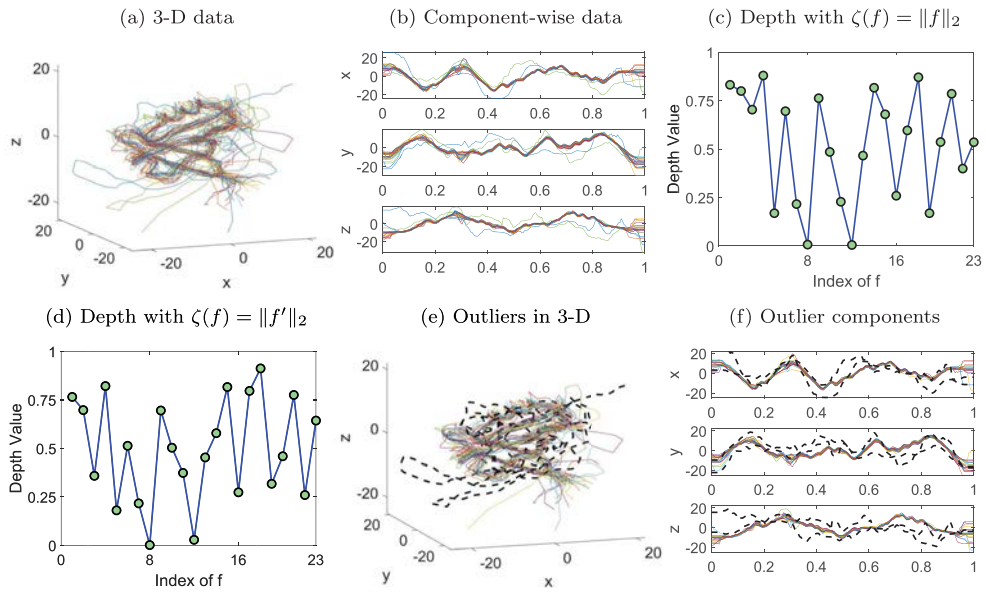 (a) 3-D data
20
0
-20
z
20
0
-20
y
-20
0
20
x
(b) Component-wise data
20
0
-20
x
0 0.2 0.4 0.6 0.8 1
20
0
-20
y
0 0.2 0.4 0.6 0.8 1
20
0
-20
z
0 0.2 0.4 0.6 0.8 1
(c) Depth with ζ(f) = ‖f‖₂
1
0.75
0.5
0.25
0
Depth Value
0 8 16 23
Index of f
(d) Depth with ζ(f) = ‖f′‖₂
1
0.75
0.5
0.25
0
Depth Value
0 8 16 23
Index of f
(e) Outliers in 3-D
20
0
-20
z
20
0
-20
y
-20
0
20
x
(f) Outlier components
20
0
-20
x
0 0.2 0.4 0.6 0.8 1
20
0
-20
y
0 0.2 0.4 0.6 0.8 1
20
0
-20
z
0 0.2 0.4 0.6 0.8 1